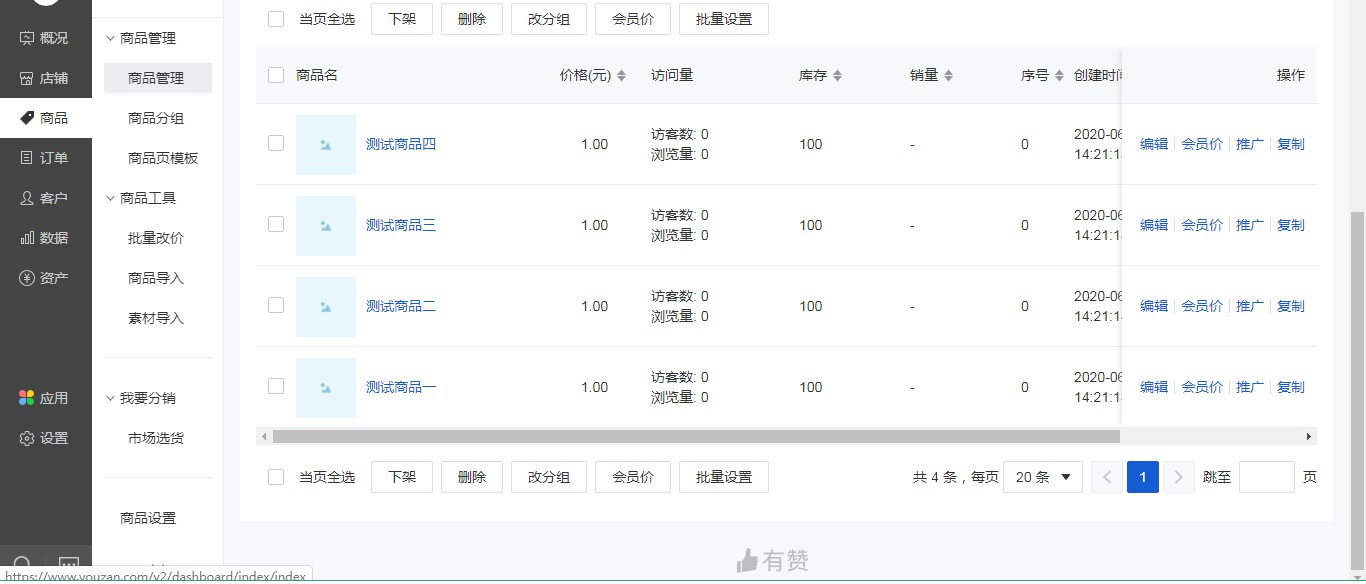 当页全选 下架 删除 改分组 会员价 批量设置
概况
店铺
商品
订单
客户
数据
资产
应用
设置
商品管理
商品管理
商品分组
商品页模板
商品工具
批量改价
商品导入
素材导入
我要分销
市场选货
商品设置
商品名 价格(元) 访问量 库存 销量 序号 创建时间 操作
测试商品四 1.00 访客数: 0 100 - 0 2020-06 编辑 会员价 推广 复制
浏览量: 0 14:21:1
测试商品三 1.00 访客数: 0 100 - 0 2020-06 编辑 会员价 推广 复制
浏览量: 0 14:21:1
测试商品二 1.00 访客数: 0 100 - 0 2020-06 编辑 会员价 推广 复制
浏览量: 0 14:21:1
测试商品一 1.00 访客数: 0 100 - 0 2020-06 编辑 会员价 推广 复制
浏览量: 0 14:21:1
当页全选 下架 删除 改分组 会员价 批量设置 共 4 条，每页 20 条 1 跳至 页
有赞
https://www.youzan.com/v2/dashboard/index/index